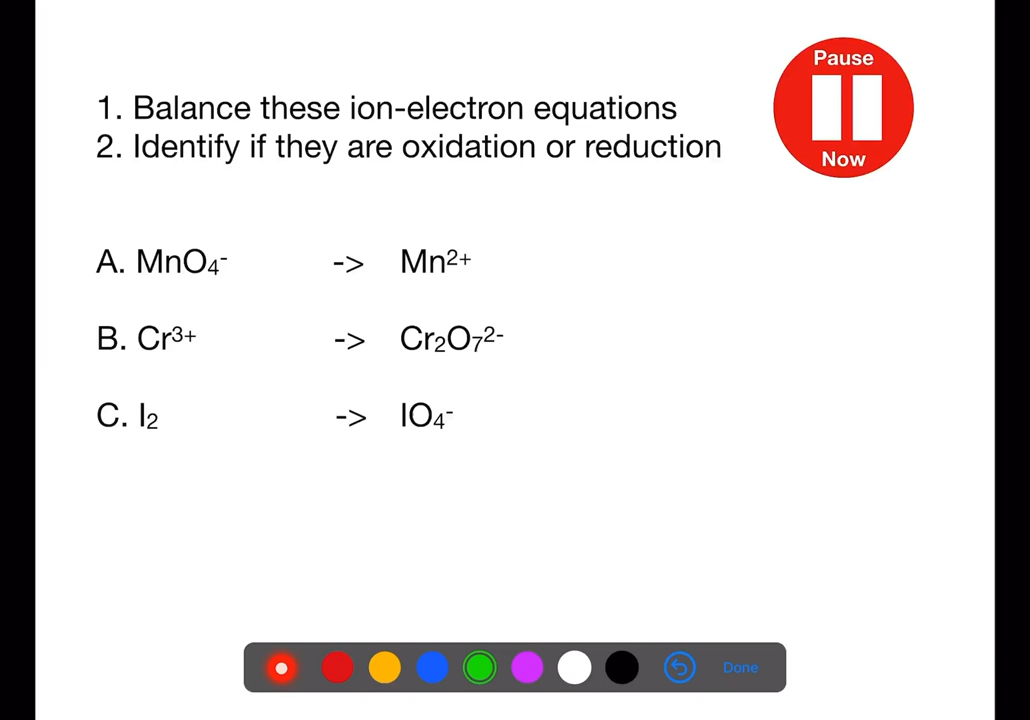 Pause
1. Balance these ion-electron equations
2. Identify if they are oxidation or reduction
Now
A. MnO₄⁻ -> Mn²⁺
B. Cr³⁺ -> Cr₂O₇²⁻
C. I₂ -> IO₄⁻
Done